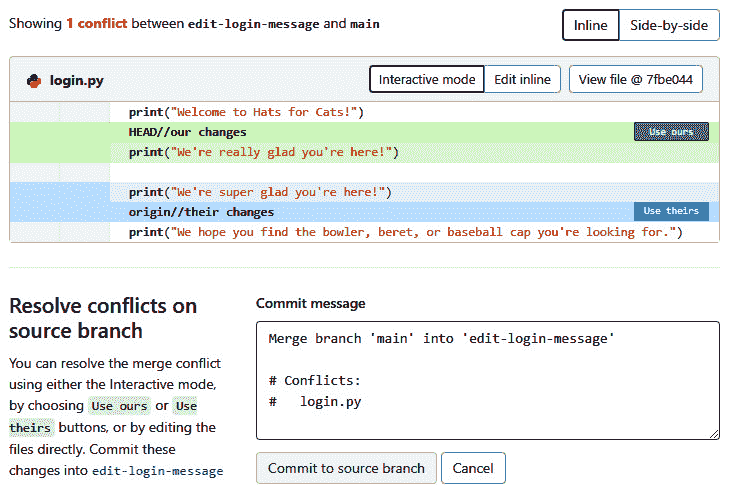 Showing 1 conflict between edit-login-message and main
Inline Side-by-side
login.py Interactive mode Edit inline View file @ 7fbe044
print("Welcome to Hats for Cats!")
HEAD//our changes Use ours
print("We're really glad you're here!")
print("We're super glad you're here!")
origin//their changes Use theirs
print("We hope you find the bowler, beret, or baseball cap you're looking for.")
Resolve conflicts on
source branch
You can resolve the merge conflict
using either the Interactive mode,
by choosing Use ours or Use
theirs buttons, or by editing the
files directly. Commit these
changes into edit-login-message
Commit message
Merge branch 'main' into 'edit-login-message'
# Conflicts:
#   login.py
Commit to source branch Cancel